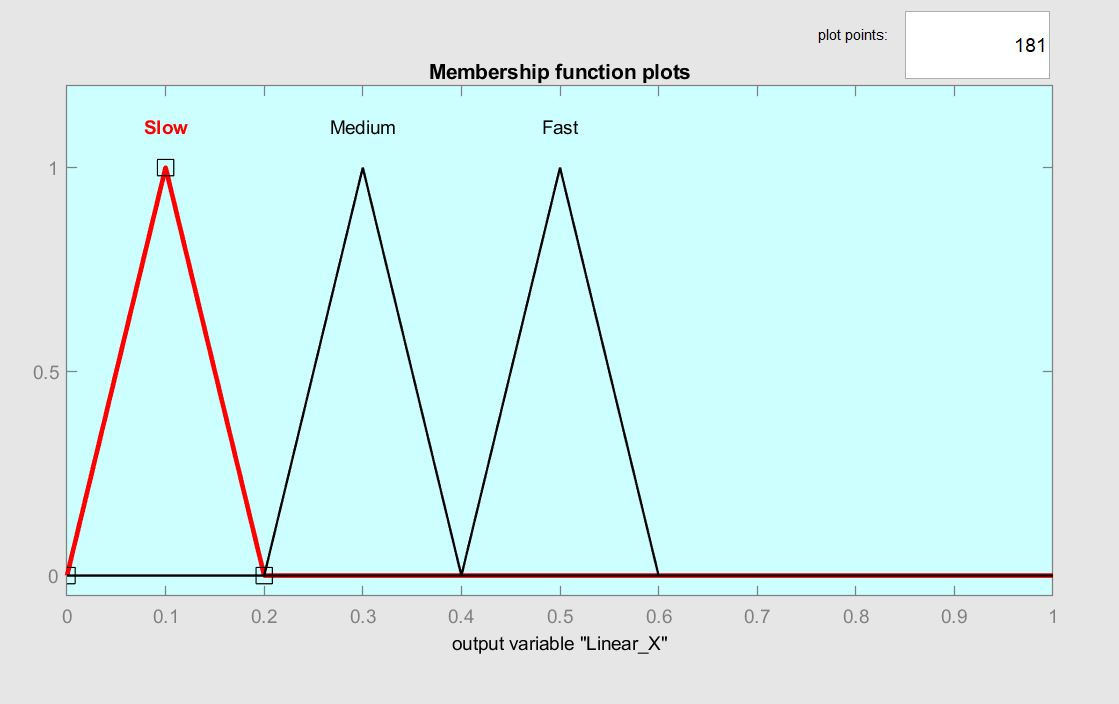 plot points: 181
Membership function plots
Slow Medium Fast
1
0.5
0
0 0.1 0.2 0.3 0.4 0.5 0.6 0.7 0.8 0.9 1
output variable "Linear_X"